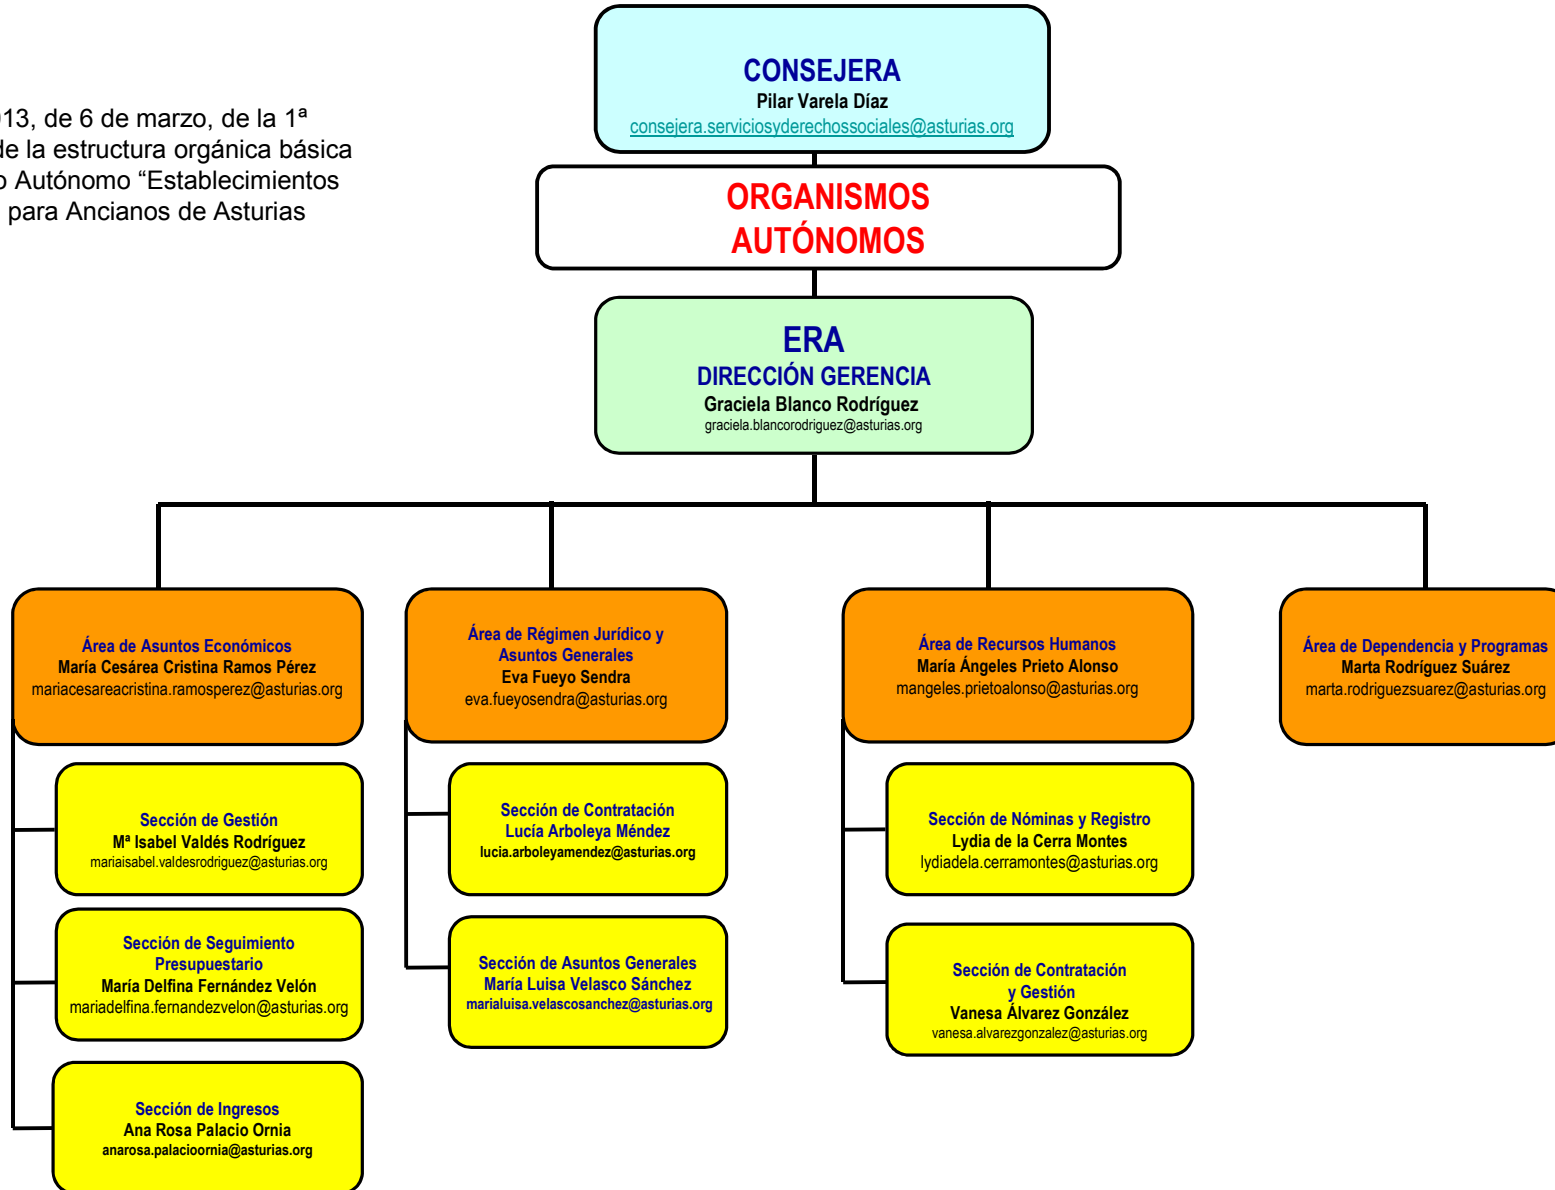 CONSEJERA
Pilar Varela Díaz
consejera.serviciosyderechossociales@asturias.org
13, de 6 de marzo, de la 1ª
de la estructura orgánica básica
o Autónomo “Establecimientos
para Ancianos de Asturias
ORGANISMOS
AUTÓNOMOS
ERA
DIRECCIÓN GERENCIA
Graciela Blanco Rodríguez
graciela.blancorodriguez@asturias.org
Área de Asuntos Económicos
María Cesárea Cristina Ramos Pérez
mariacesareacristina.ramosperez@asturias.org
Sección de Gestión
Mª Isabel Valdés Rodríguez
mariaisabel.valdesrodriguez@asturias.org
Sección de Seguimiento
Presupuestario
María Delfina Fernández Velón
mariadelfina.fernandezvelon@asturias.org
Sección de Ingresos
Ana Rosa Palacio Ornia
anarosa.palacioornia@asturias.org
Área de Régimen Jurídico y
Asuntos Generales
Eva Fueyo Sendra
eva.fueyosendra@asturias.org
Sección de Contratación
Lucía Arboleya Méndez
lucia.arboleyamendez@asturias.org
Sección de Asuntos Generales
María Luisa Velasco Sánchez
marialuisa.velascosanchez@asturias.org
Área de Recursos Humanos
María Ángeles Prieto Alonso
mangeles.prietoalonso@asturias.org
Sección de Nóminas y Registro
Lydia de la Cerra Montes
lydiadela.cerramontes@asturias.org
Sección de Contratación
y Gestión
Vanesa Álvarez González
vanesa.alvarezgonzalez@asturias.org
Área de Dependencia y Programas
Marta Rodríguez Suárez
marta.rodriguezsuarez@asturias.org